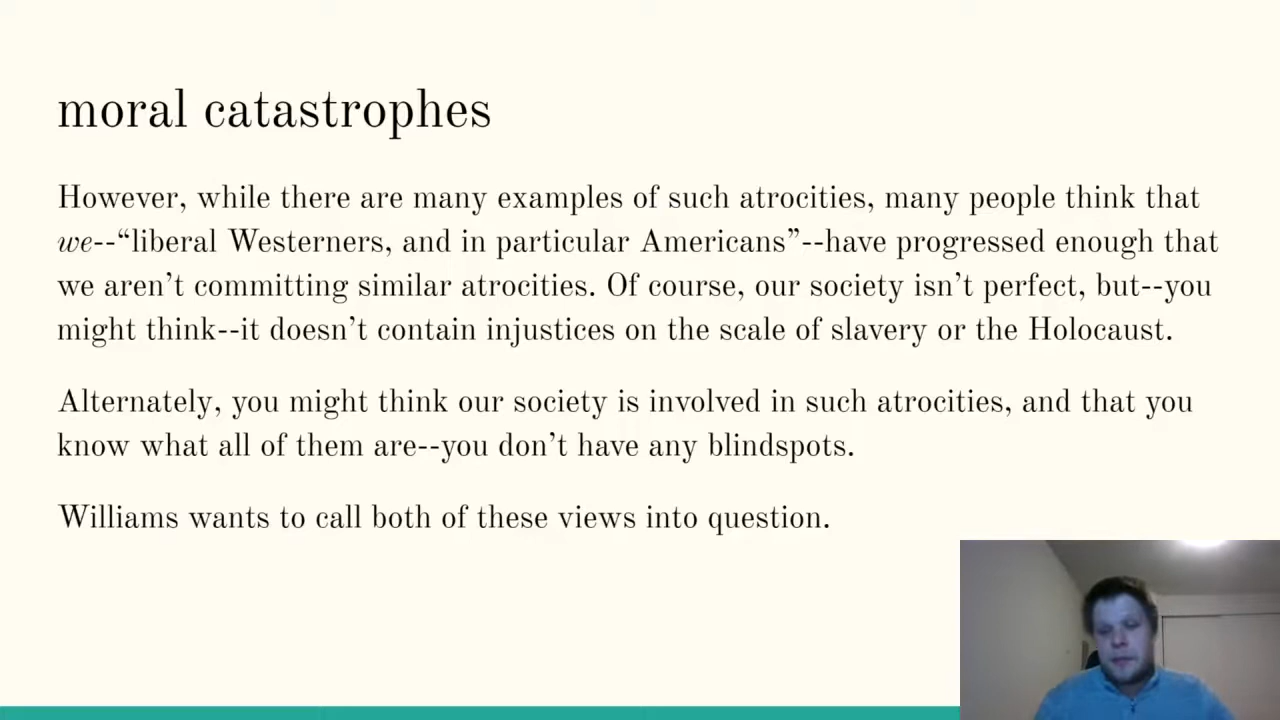 moral catastrophes
However, while there are many examples of such atrocities, many people think that
we--“liberal Westerners, and in particular Americans”--have progressed enough that
we aren’t committing similar atrocities. Of course, our society isn’t perfect, but--you
might think--it doesn’t contain injustices on the scale of slavery or the Holocaust.
Alternately, you might think our society is involved in such atrocities, and that you
know what all of them are--you don’t have any blindspots.
Williams wants to call both of these views into question.